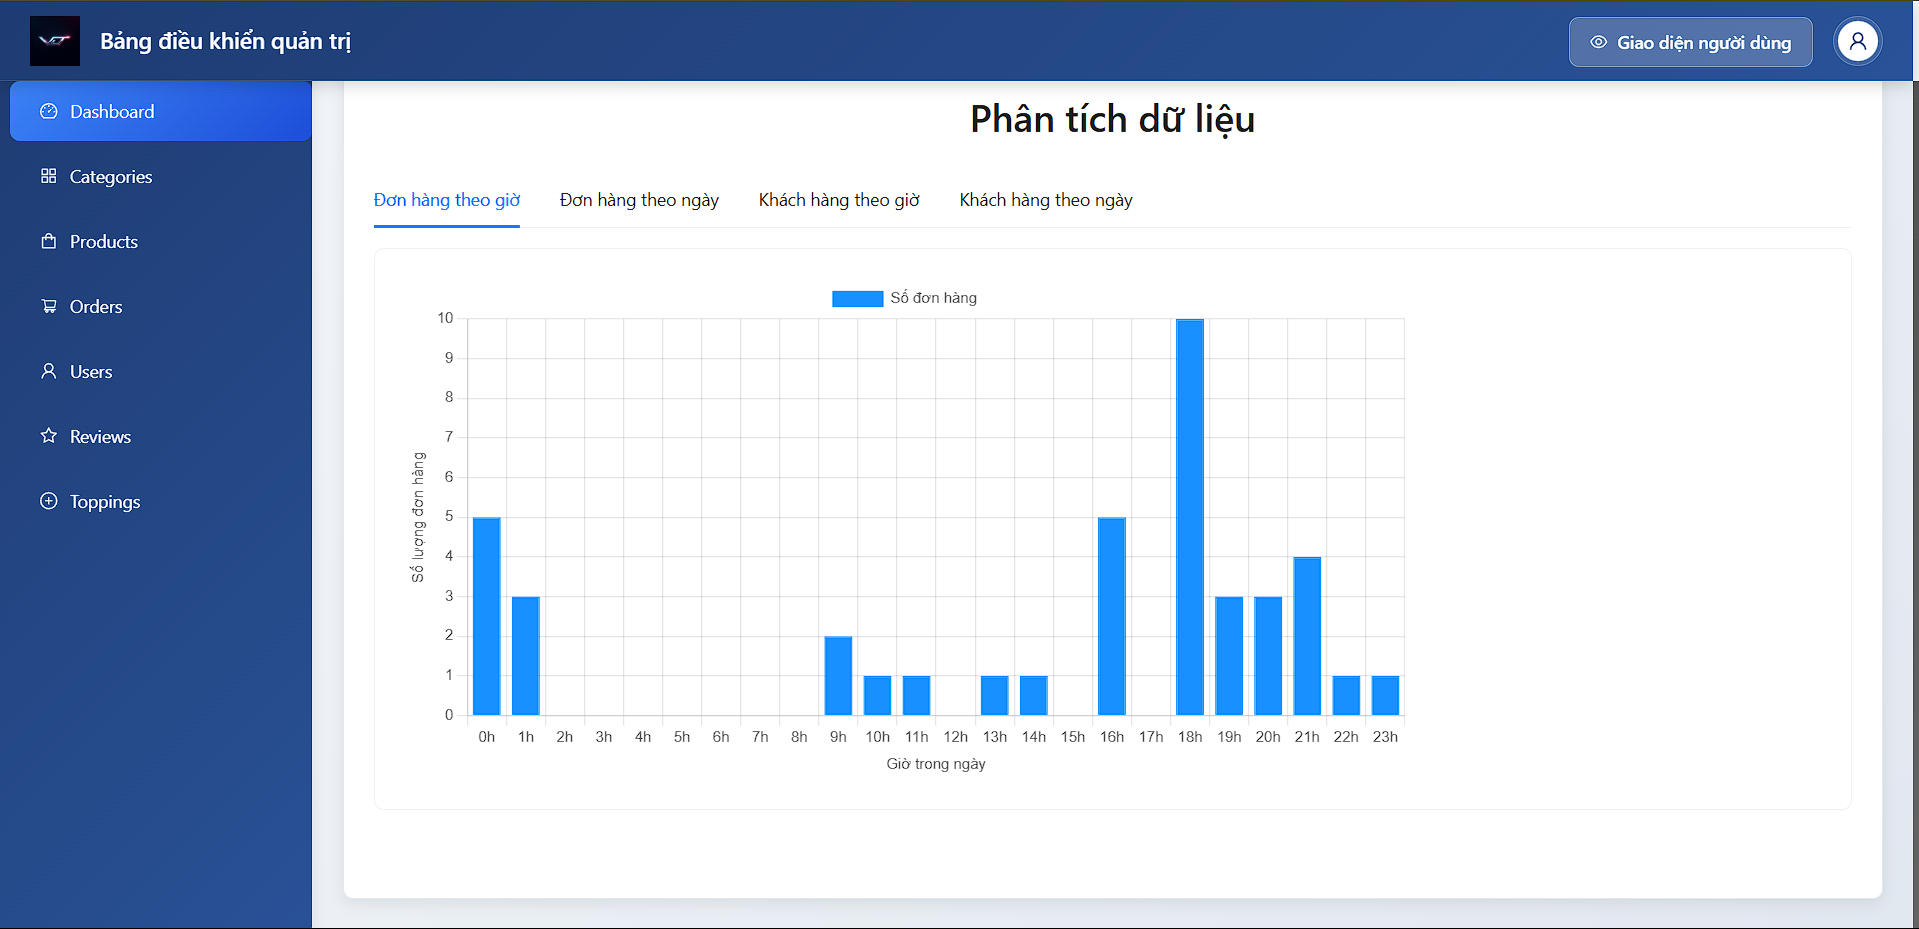 Bảng điều khiển quản trị
Giao diện người dùng
Dashboard
Categories
Products
Orders
Users
Reviews
Toppings
Phân tích dữ liệu
Đơn hàng theo giờ
Đơn hàng theo ngày
Khách hàng theo giờ
Khách hàng theo ngày
Số đơn hàng
Số lượng đơn hàng
10
9
8
7
6
5
4
3
2
1
0
0h 1h 2h 3h 4h 5h 6h 7h 8h 9h 10h 11h 12h 13h 14h 15h 16h 17h 18h 19h 20h 21h 22h 23h
Giờ trong ngày